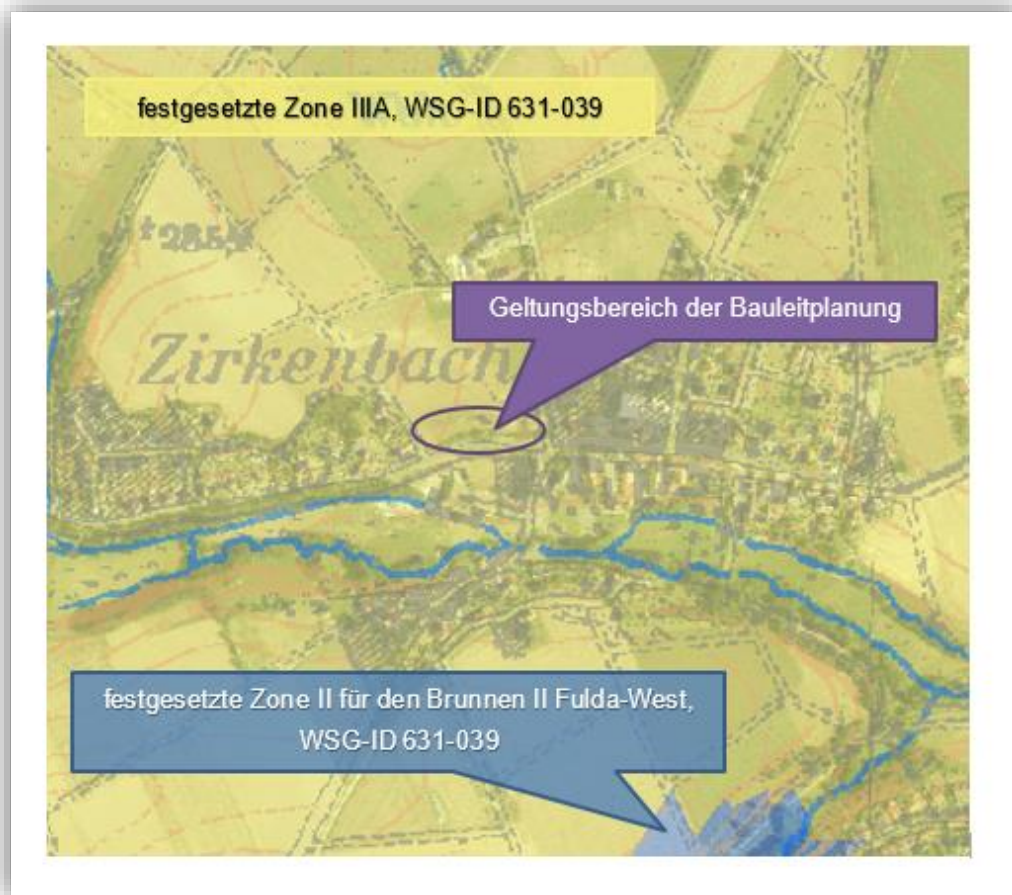 festgesetzte Zone IIIA, WSG-ID 631-039
Geltungsbereich der Bauleitplanung
Zirkenbach
festgesetzte Zone II für den Brunnen II Fulda-West,
WSG-ID 631-039